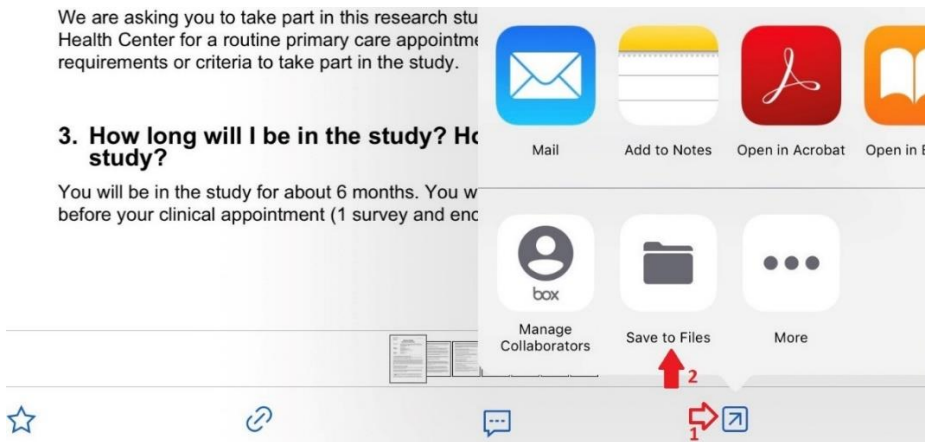 We are asking you to take part in this research stu
Health Center for a routine primary care appointme
requirements or criteria to take part in the study.
3. How long will I be in the study? Ho
study?
You will be in the study for about 6 months. You w
before your clinical appointment (1 survey and enc
Mail
Add to Notes
Open in Acrobat
Open in E
box
Manage
Collaborators
Save to Files
More
2
1